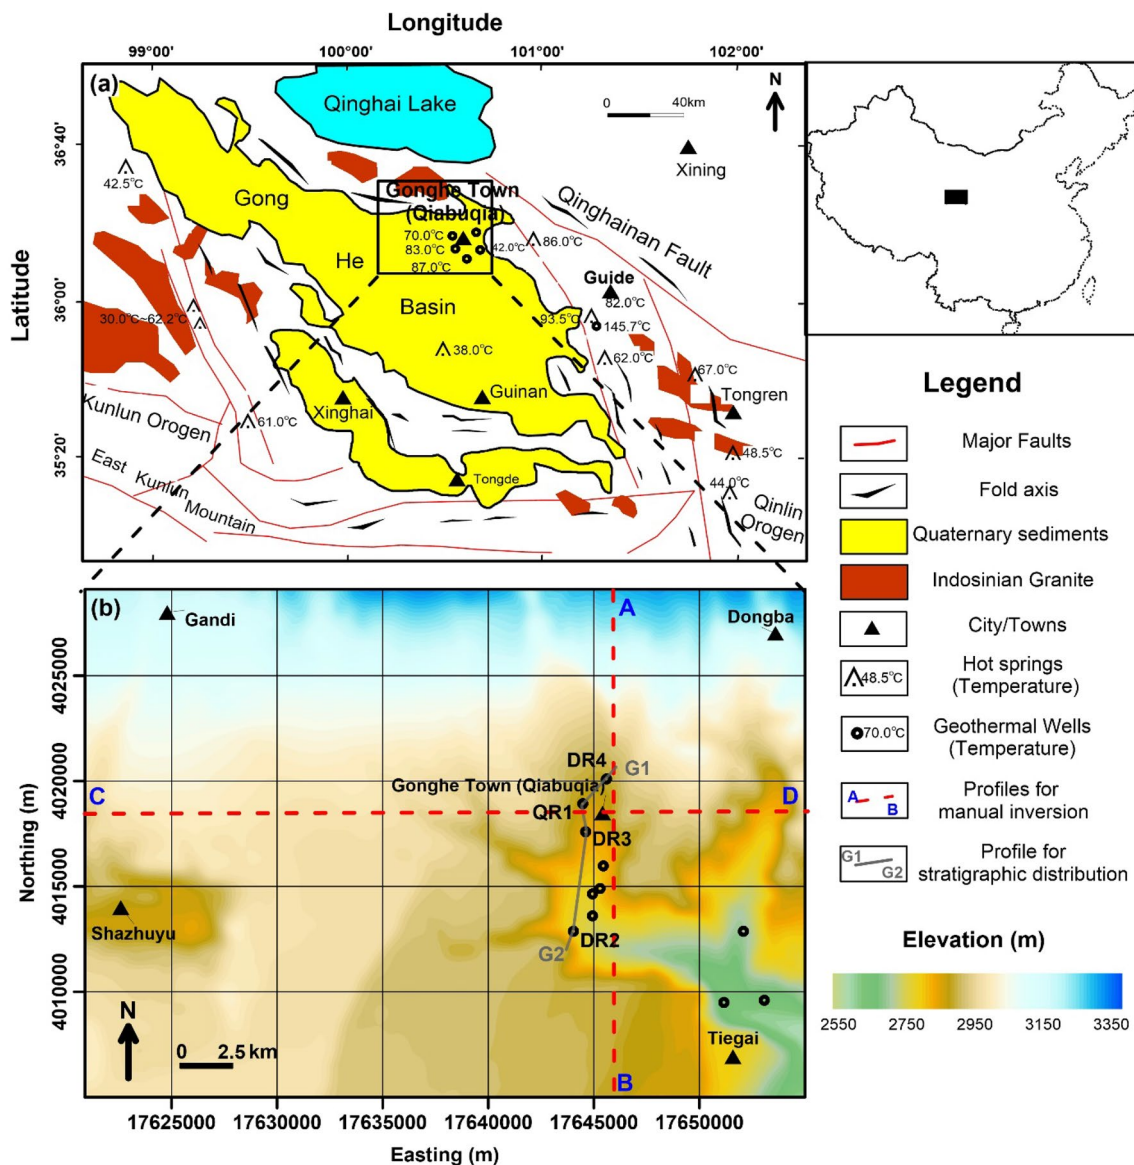 Longitude
99°00'
100°00'
101°00'
102°00'
Latitude
36°40'
36°00'
35°20'
(a)
Qinghai Lake
0
40km
N
Xining
42.5°C
Gong
Gonghe Town
(Qiabuqia)
70.0°C
83.0°C
42.0°C
87.0°C
86.0°C
Qinghainan Fault
He
Guide
82.0°C
Basin
93.5°C
145.7°C
30.0°C~62.2°C
38.0°C
62.0°C
67.0°C
Guinan
Tongren
Xinghai
Kunlun Orogen
61.0°C
48.5°C
East Kunlun Mountain
Tongde
44.0°C
Qinlin
Orogen
Legend
Major Faults
Fold axis
Quaternary sediments
Indosinian Granite
City/Towns
48.5°C
Hot springs
(Temperature)
70.0°C
Geothermal Wells
(Temperature)
A
B
Profiles for
manual inversion
G1
G2
Profile for
stratigraphic distribution
Elevation (m)
2550
2750
2950
3150
3350
(b)
Gandi
A
Dongba
DR4
G1
Gonghe Town (Qiabuqia)
C
QR1
D
DR3
Shazhuyu
G2
DR2
N
0
2.5 km
Tiegai
B
Northing (m)
4025000
4020000
4015000
4010000
17625000
17630000
17635000
17640000
17645000
17650000
Easting (m)